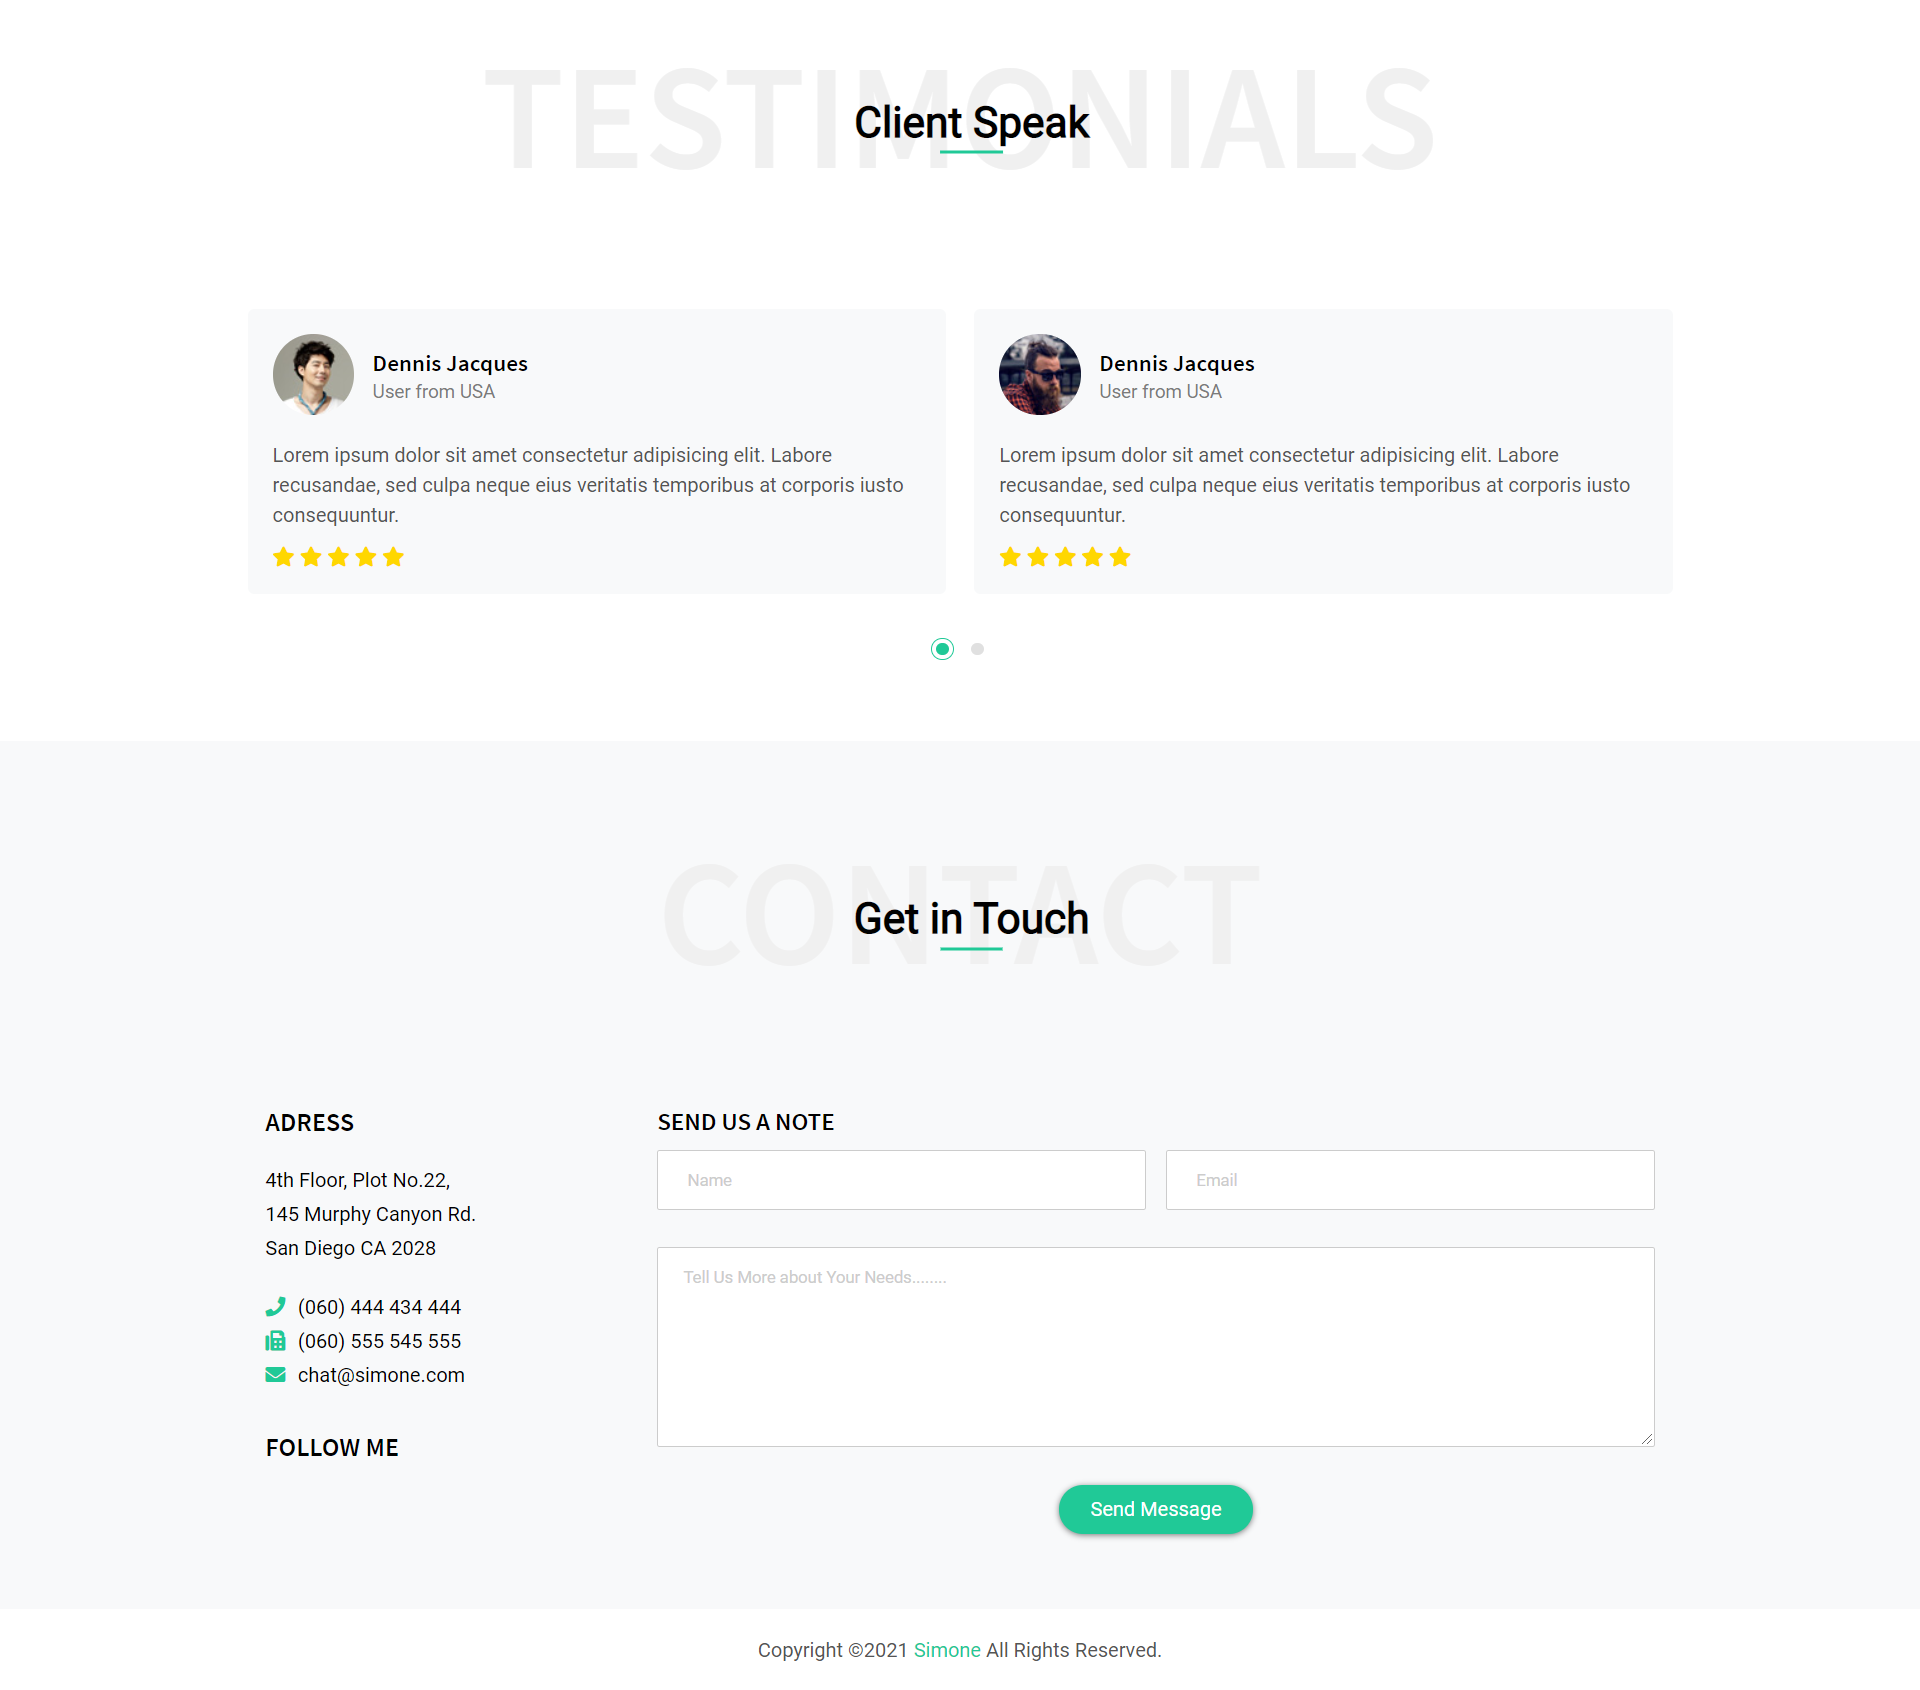 TESTIMONIALS
Client Speak
Dennis Jacques
User from USA
Lorem ipsum dolor sit amet consectetur adipisicing elit. Labore
recusandae, sed culpa neque eius veritatis temporibus at corporis iusto
consequuntur.
Dennis Jacques
User from USA
Lorem ipsum dolor sit amet consectetur adipisicing elit. Labore
recusandae, sed culpa neque eius veritatis temporibus at corporis iusto
consequuntur.
CONTACT
Get in Touch
ADRESS
4th Floor, Plot No.22,
145 Murphy Canyon Rd.
San Diego CA 2028
(060) 444 434 444
(060) 555 545 555
chat@simone.com
FOLLOW ME
SEND US A NOTE
Name
Email
Tell Us More about Your Needs........
Send Message
Copyright ©2021 Simone All Rights Reserved.